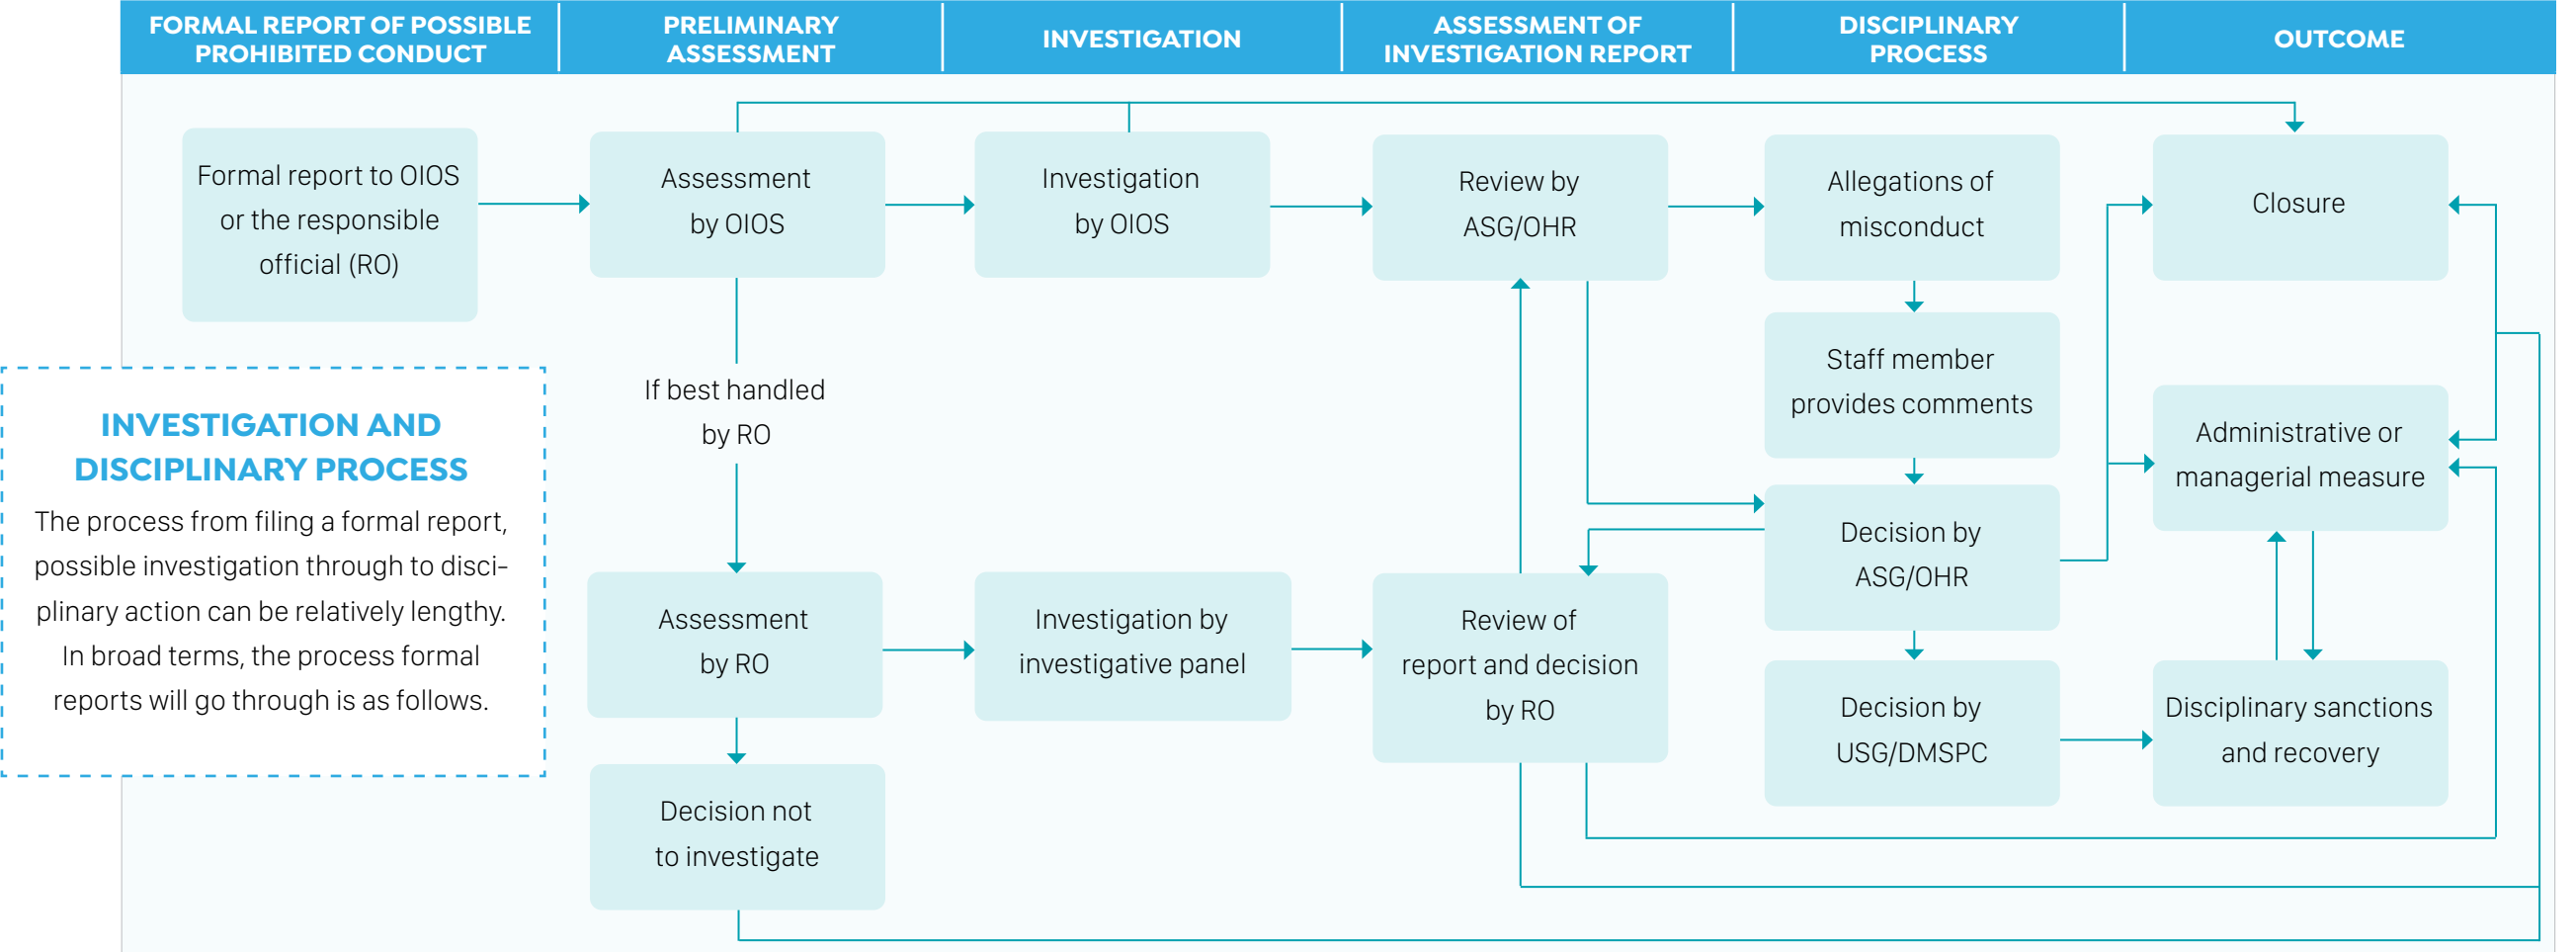 FORMAL REPORT OF POSSIBLE
PROHIBITED CONDUCT
PRELIMINARY
ASSESSMENT
INVESTIGATION
ASSESSMENT OF
INVESTIGATION REPORT
DISCIPLINARY
PROCESS
OUTCOME
Formal report to OIOS
or the responsible
official (RO)
Assessment
by OIOS
Investigation
by OIOS
Review by
ASG/OHR
Allegations of
misconduct
Closure
If best handled
by RO
Staff member
provides comments
Administrative or
managerial measure
INVESTIGATION AND
DISCIPLINARY PROCESS
The process from filing a formal report,
possible investigation through to disci-
plinary action can be relatively lengthy.
In broad terms, the process formal
reports will go through is as follows.
Decision by
ASG/OHR
Assessment
by RO
Investigation by
investigative panel
Review of
report and decision
by RO
Decision by
USG/DMSPC
Disciplinary sanctions
and recovery
Decision not
to investigate